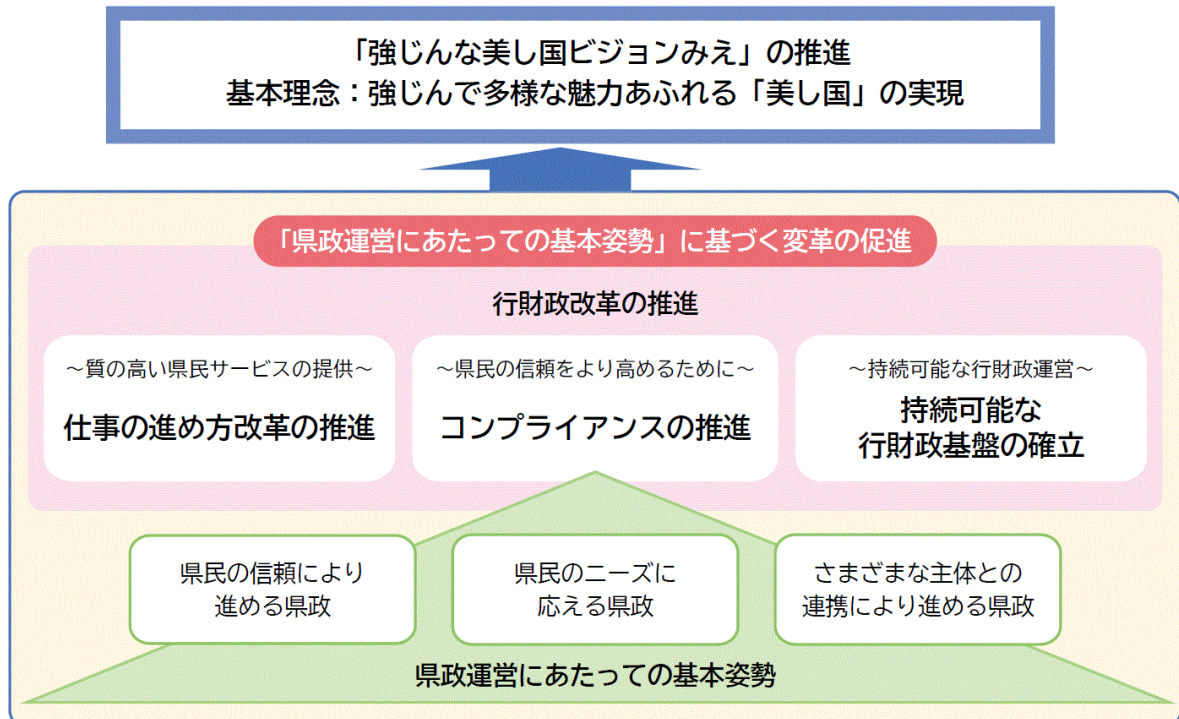 「強じんな美し国ビジョンみえ」の推進
基本理念：強じんで多様な魅力あふれる「美し国」の実現
「県政運営にあたっての基本姿勢」に基づく変革の促進
行財政改革の推進
～質の高い県民サービスの提供～
仕事の進め方改革の推進
～県民の信頼をより高めるために～
コンプライアンスの推進
～持続可能な行財政運営～
持続可能な
行財政基盤の確立
県民の信頼により
進める県政
県民のニーズに
応える県政
さまざまな主体との
連携により進める県政
県政運営にあたっての基本姿勢